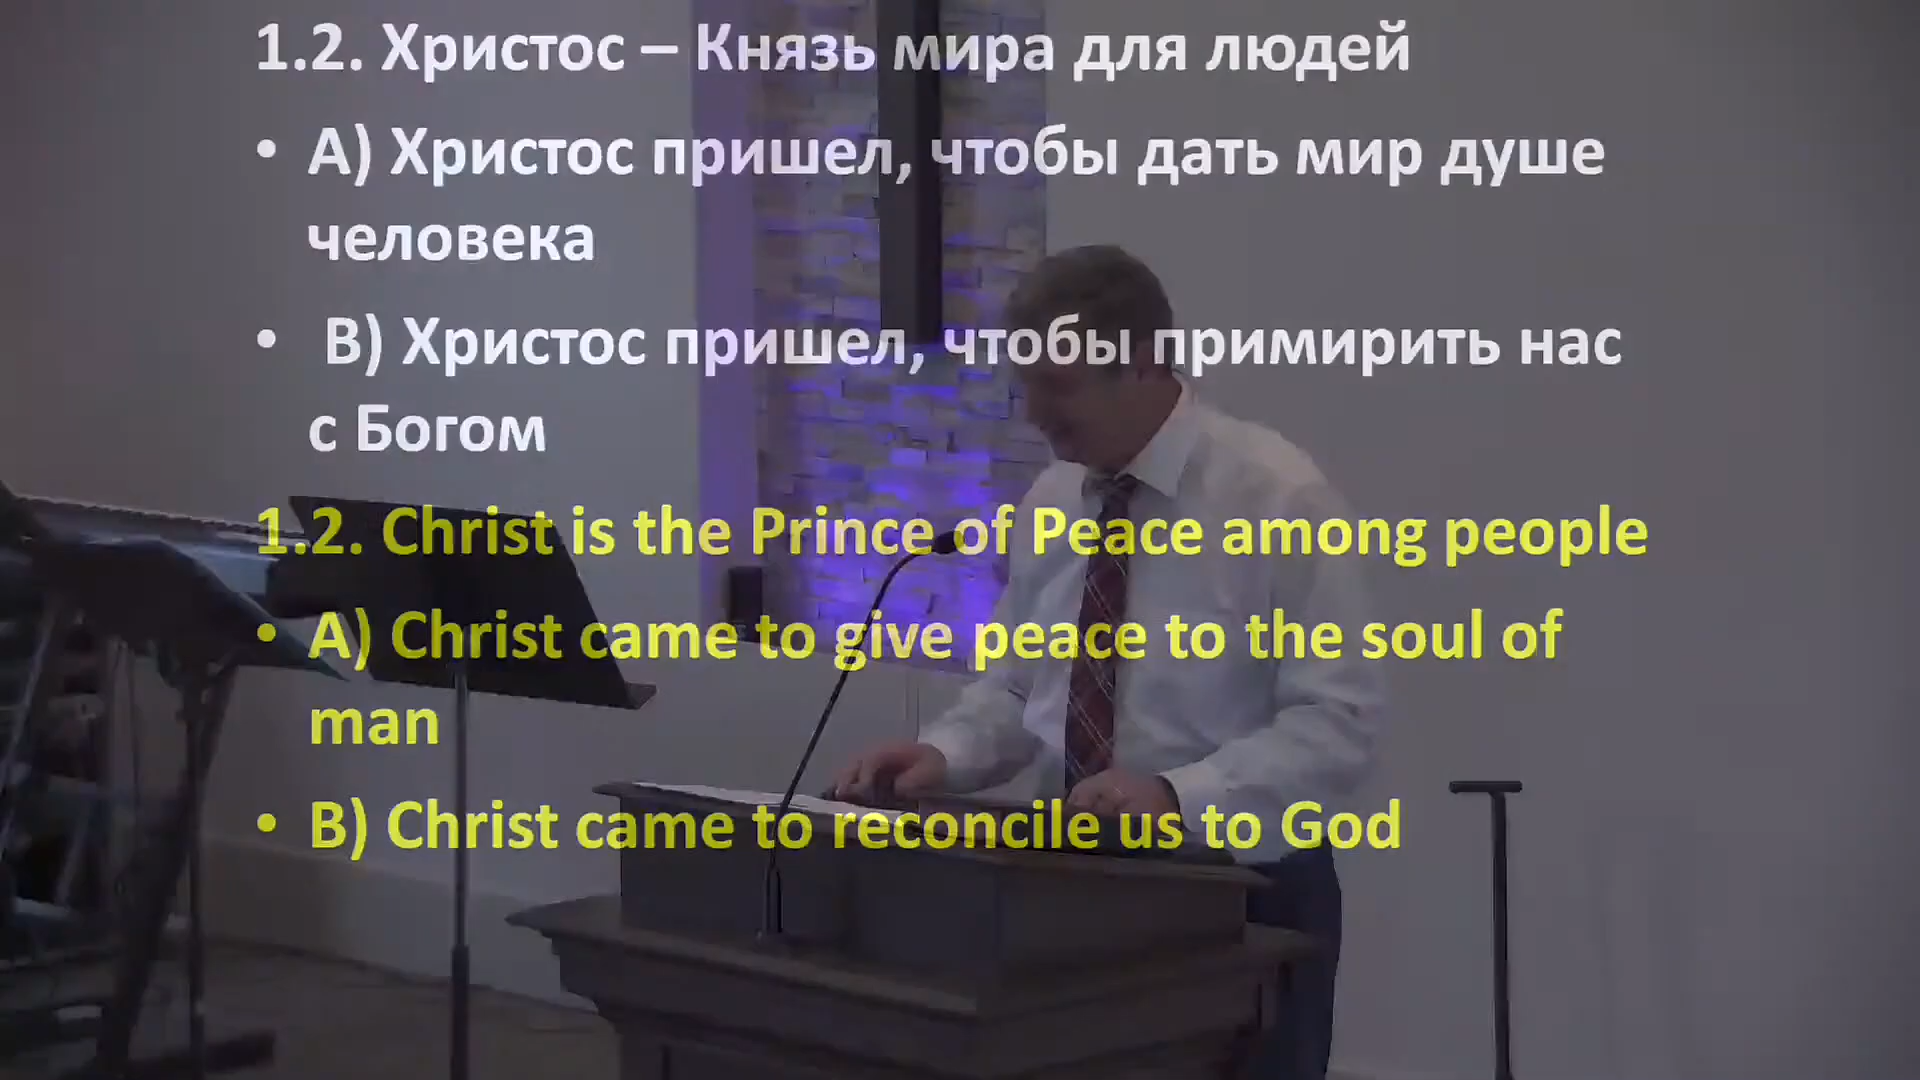 1.2. Христос – Князь мира для людей
• А) Христос пришел, чтобы дать мир душе
человека
• В) Христос пришел, чтобы примирить нас
с Богом
1.2. Christ is the Prince of Peace among people
• A) Christ came to give peace to the soul of
man
• B) Christ came to reconcile us to God